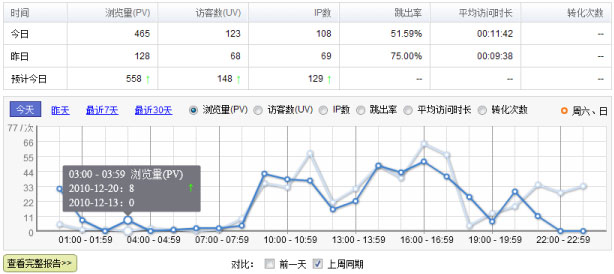 时间 浏览量(PV) 访客数(UV) IP数 跳出率 平均访问时长 转化次数
今日 465 123 108 51.59% 00:11:42 --
昨日 128 68 69 75.00% 00:09:38 --
预计今日 558 ↑ 148 ↑ 129 ↑ -- -- --
今天 昨天 最近7天 最近30天 浏览量(PV) 访客数(UV) IP数 跳出率 平均访问时长 转化次数 周六、日
77 / 次
66
55
44
33
22
11
0
03:00 - 03:59 浏览量(PV)
2010-12-20：8 ↑
2010-12-13：0
01:00 - 01:59 04:00 - 04:59 07:00 - 07:59 10:00 - 10:59 13:00 - 13:59 16:00 - 16:59 19:00 - 19:59 22:00 - 22:59
查看完整报告>> 对比： 前一天 上周同期